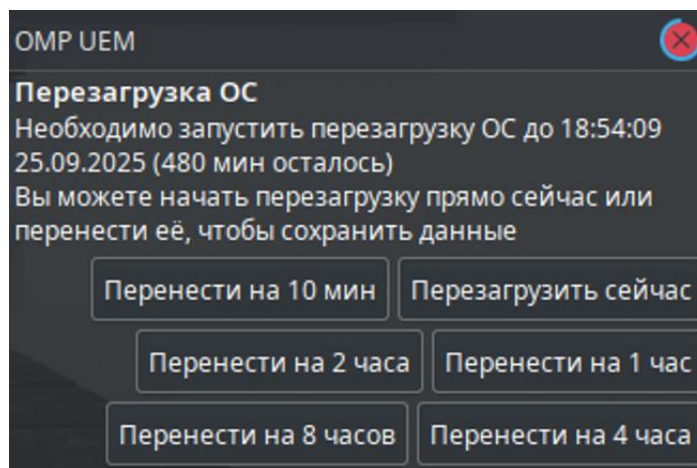 OMP UEM
Перезагрузка ОС
Необходимо запустить перезагрузку ОС до 18:54:09
25.09.2025 (480 мин осталось)
Вы можете начать перезагрузку прямо сейчас или
перенести её, чтобы сохранить данные
Перенести на 10 мин Перезагрузить сейчас
Перенести на 2 часа Перенести на 1 час
Перенести на 8 часов Перенести на 4 часа